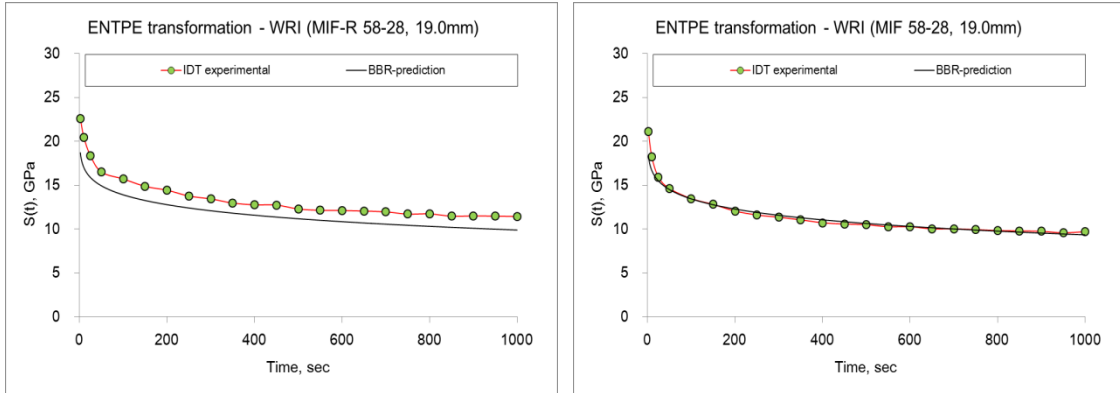 ENTPE transformation - WRI (MIF-R 58-28, 19.0mm)
30
IDT experimental
BBR-prediction
25
20
15
10
5
0
S(t), GPa
0
200
400
600
800
1000
Time, sec
ENTPE transformation - WRI (MIF 58-28, 19.0mm)
30
IDT experimental
BBR-prediction
25
20
15
10
5
0
S(t), GPa
0
200
400
600
800
1000
Time, sec